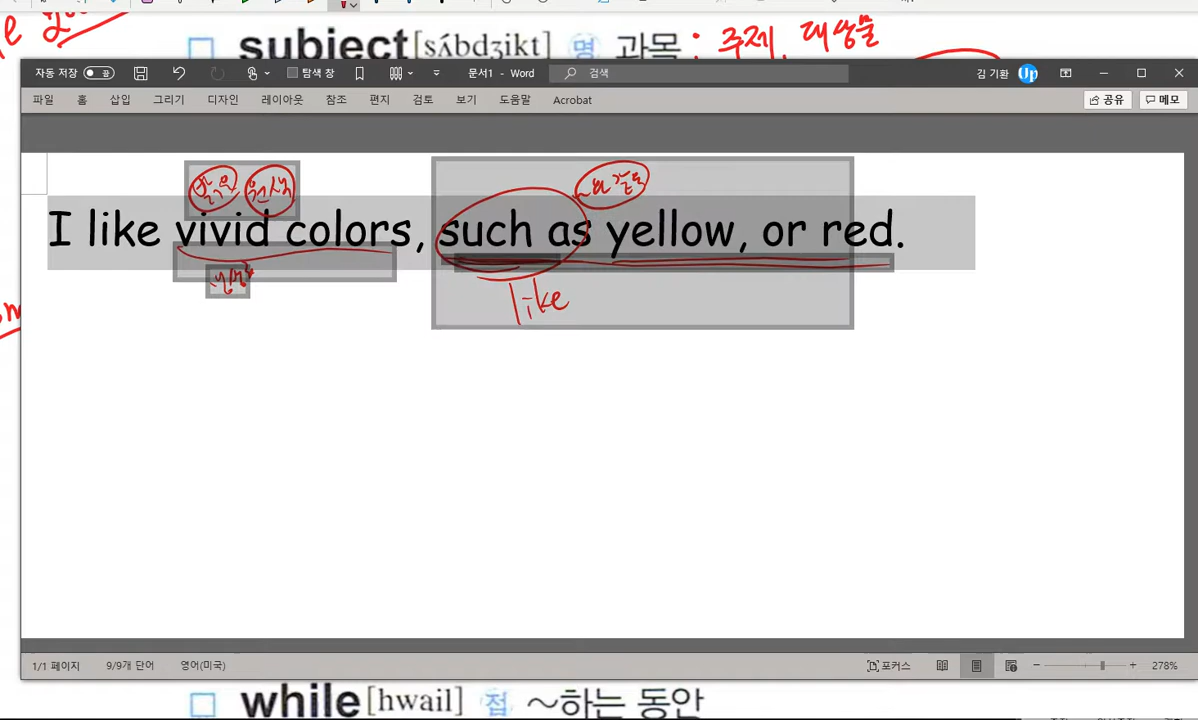 subject[sʌ́bdʒikt] 명 과목 : 주제, 대상물
자동 저장 끔 탐색 창 문서1 - Word 검색 김 기환 Up
파일 홈 삽입 그리기 디자인 레이아웃 참조 편지 검토 보기 도움말 Acrobat 공유 메모
밝은 원색 ~와 같은
I like vivid colors, such as yellow, or red.
like
1/1 페이지 9/9개 단어 영어(미국) 포커스 278%
while[hwail] 접 ～하는 동안